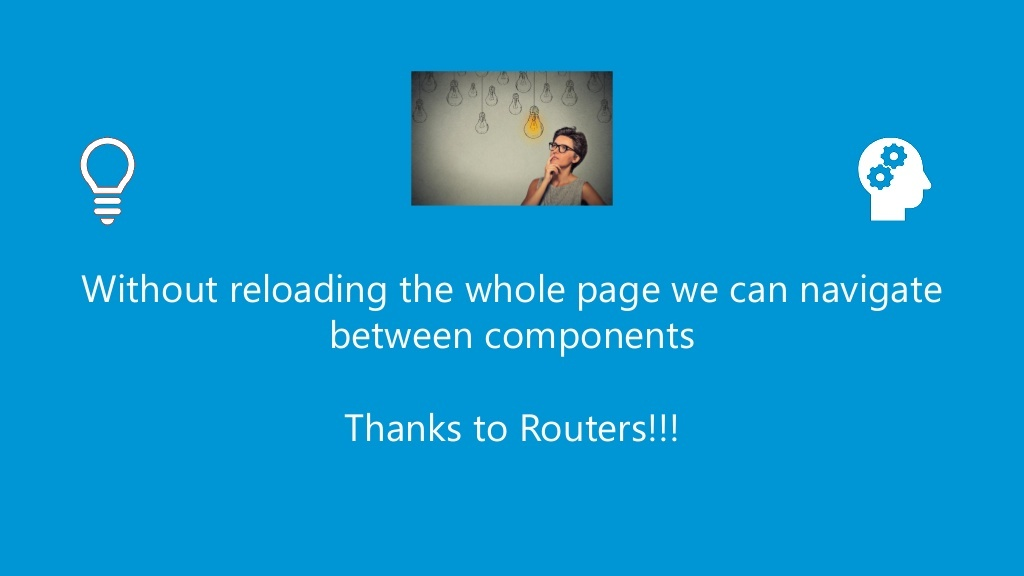 Without reloading the whole page we can navigate
between components
Thanks to Routers!!!